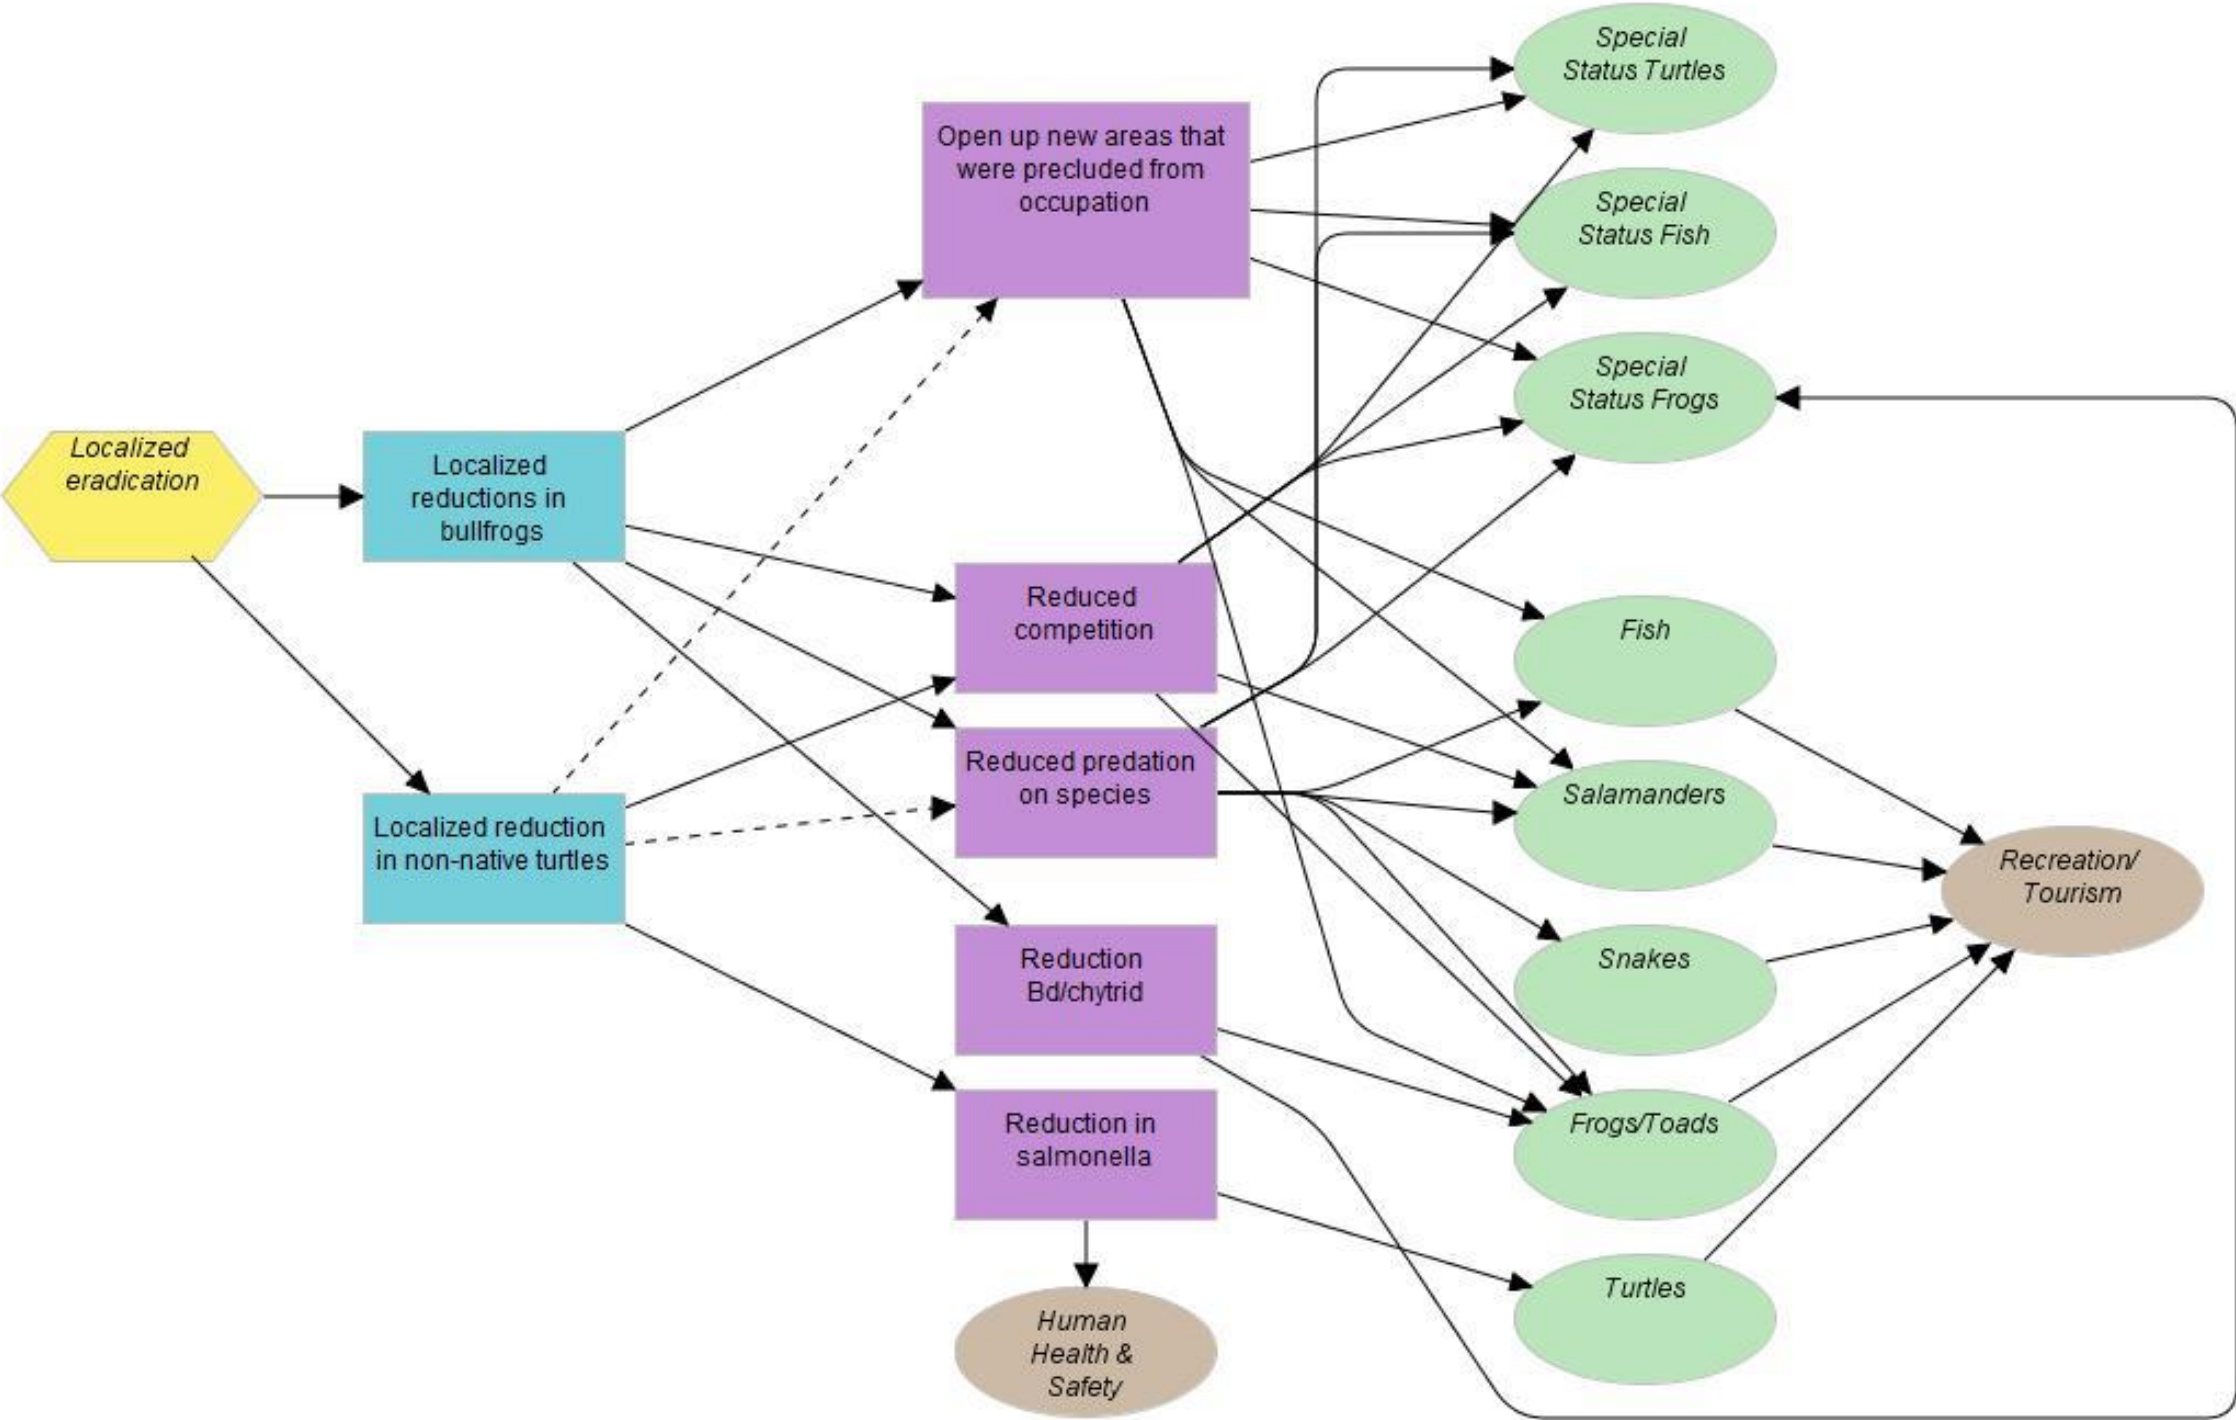 Localized
eradication
Localized
reductions in
bullfrogs
Localized reduction
in non-native turtles
Open up new areas that
were precluded from
occupation
Reduced
competition
Reduced predation
on species
Reduction
Bd/chytrid
Reduction in
salmonella
Human
Health &
Safety
Special
Status Turtles
Special
Status Fish
Special
Status Frogs
Fish
Salamanders
Snakes
Frogs/Toads
Turtles
Recreation/
Tourism